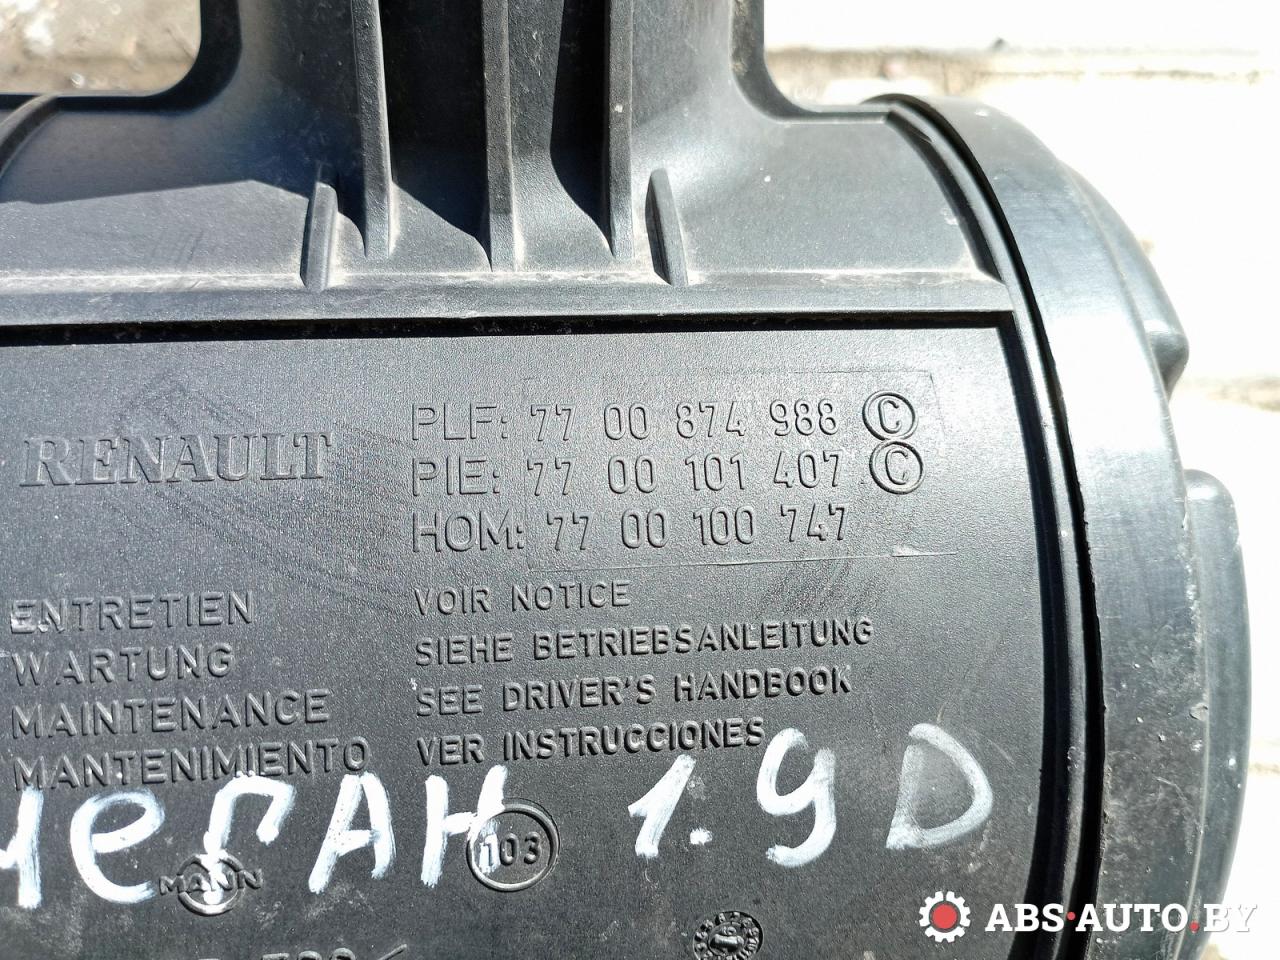 RENAULT
PLF: 77 00 874 988 Ⓒ
PIE: 77 00 101 407 Ⓒ
HOM: 77 00 100 747
ENTRETIEN VOIR NOTICE
WARTUNG SIEHE BETRIEBSANLEITUNG
MAINTENANCE SEE DRIVER'S HANDBOOK
MANTENIMIENTO VER INSTRUCCIONES
МЕГАН 1.9 D
103
MANN
ABS-AUTO.BY